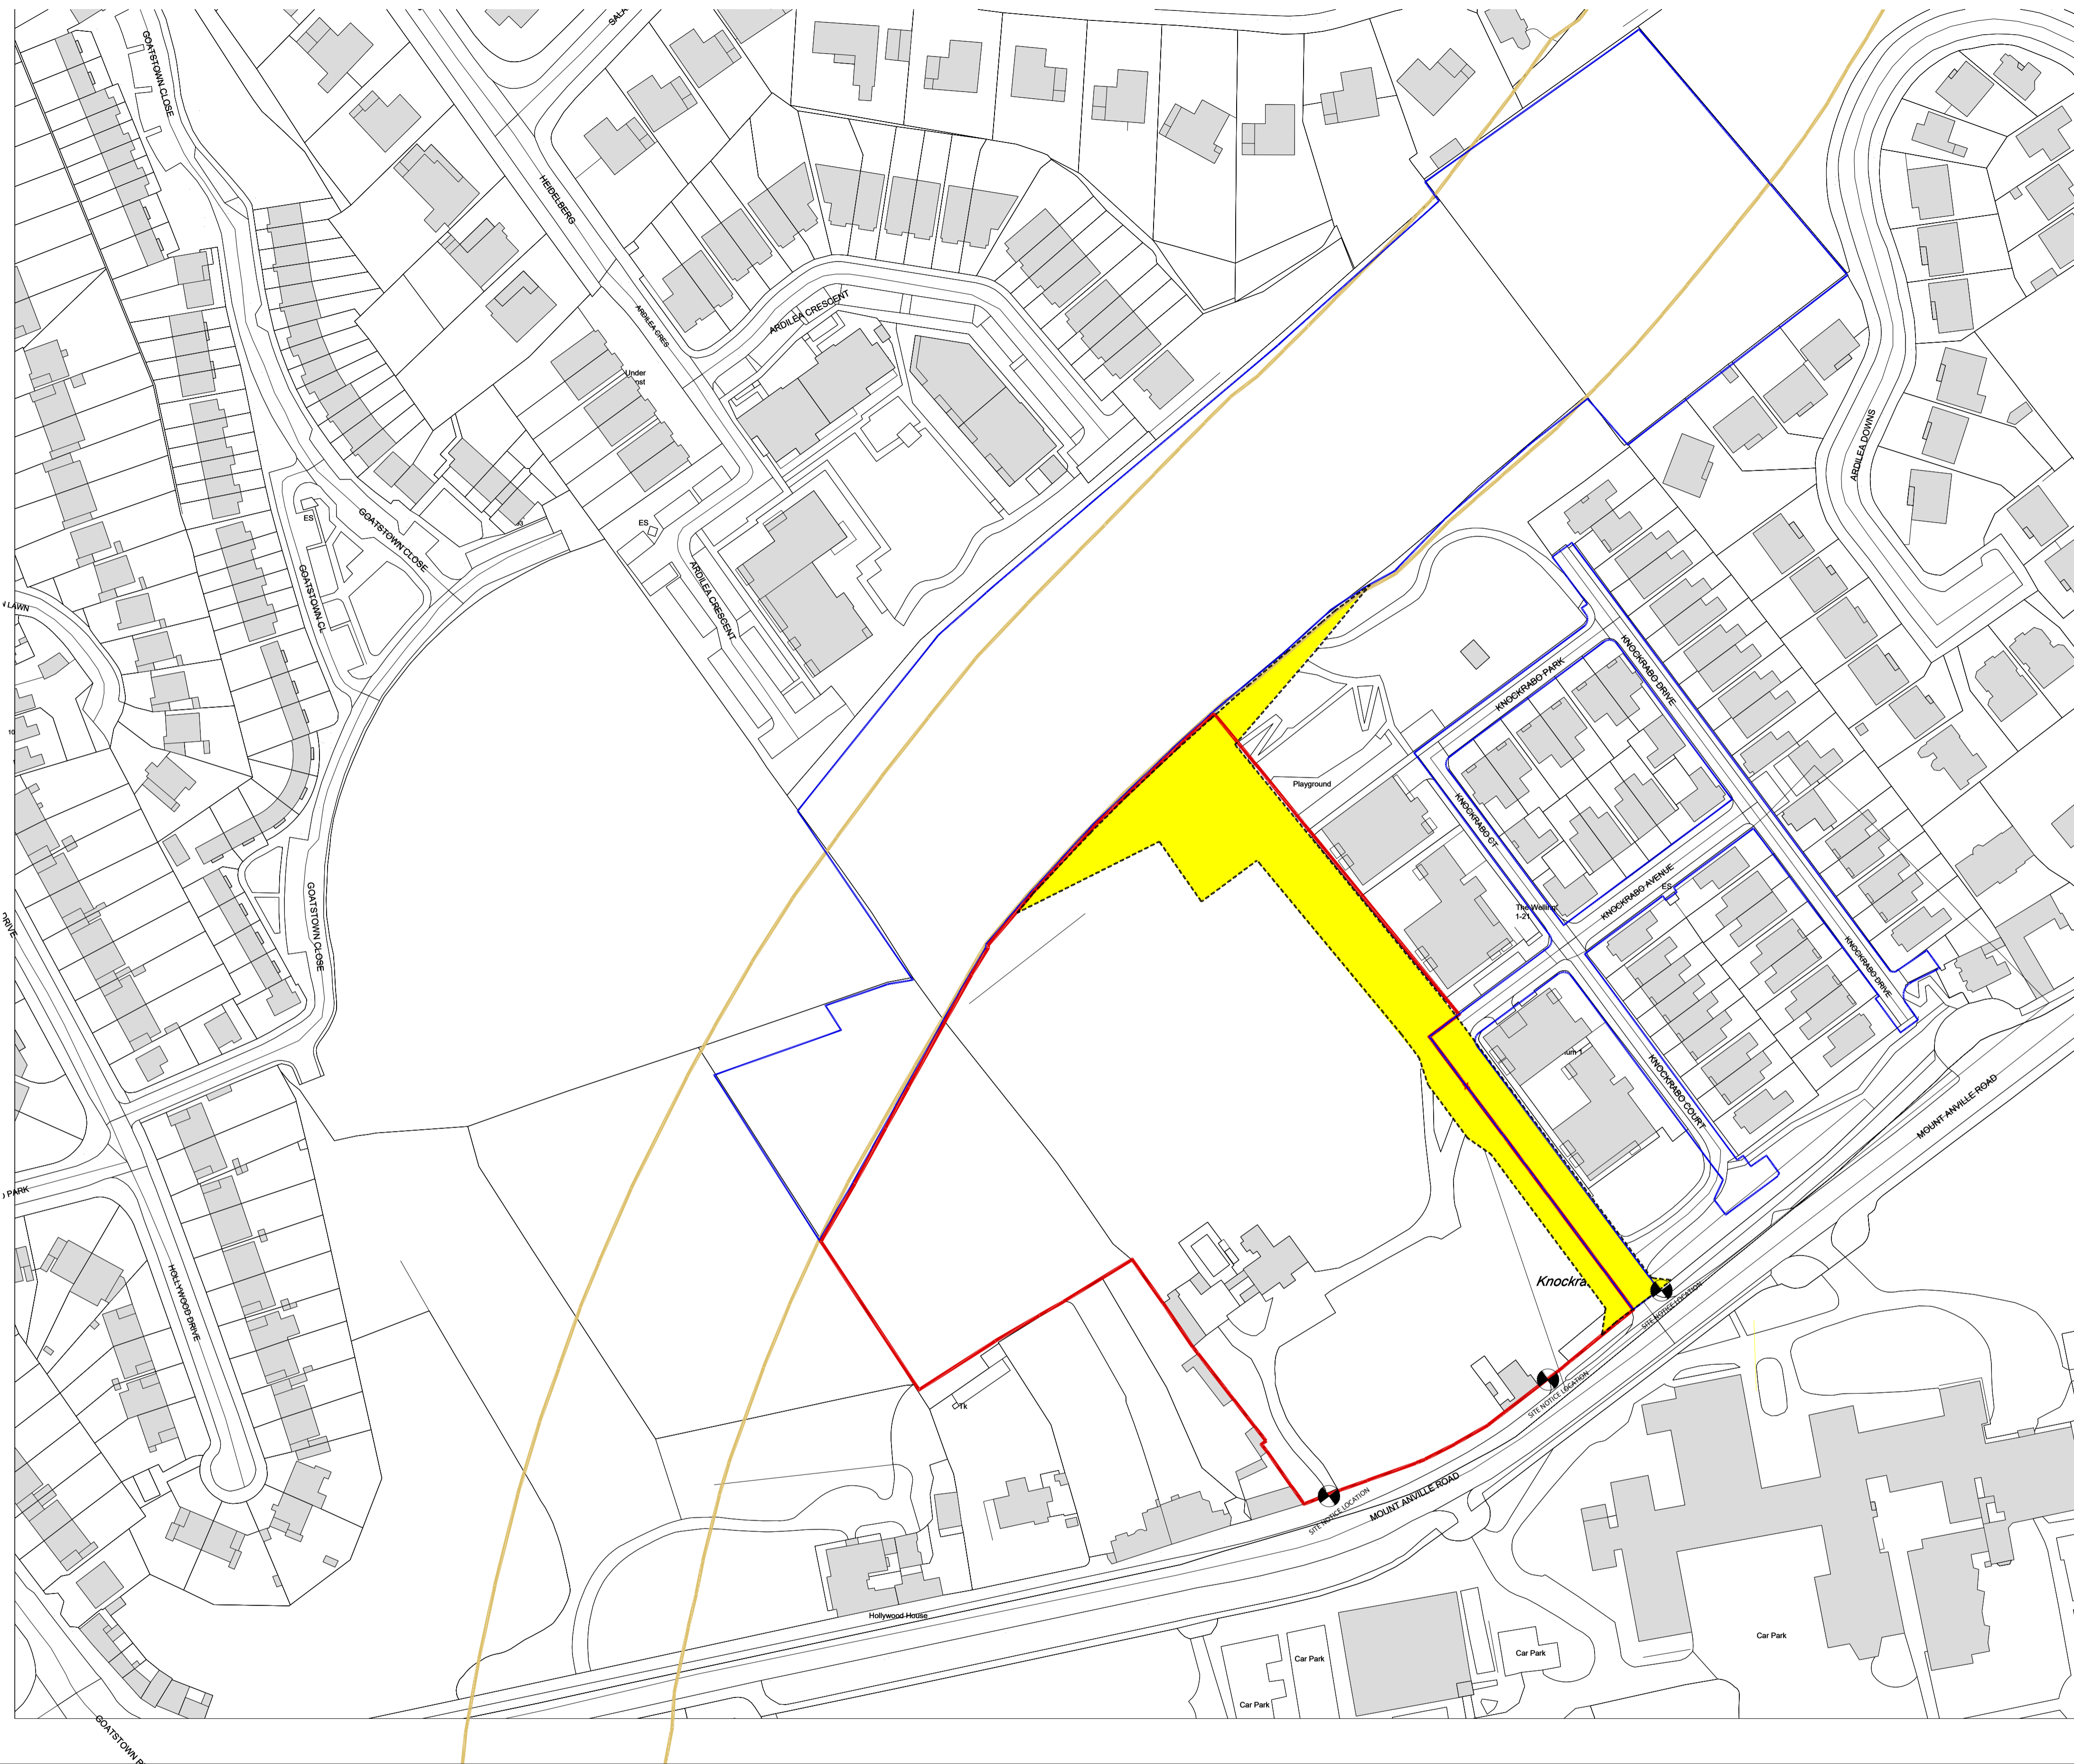 GOATSTOWN CLOSE
HEIDELBERG
ARDILEA CRESCENT
ARDILEA CRES
Under
ARDILEA DOWNS
ES
ES
GOATSTOWN CLOSE
GOATSTOWN CL
ARDILEA CRESCENT
LAWN
KNOCKRABO DRIVE
KNOCKRABO PARK
Playground
KNOCKRABO CT
KNOCKRABO AVENUE
ES
The Welling
1-21
GOATSTOWN CLOSE
DRIVE
KNOCKRABO DRIVE
KNOCKRABO COURT
MOUNT ANVILLE ROAD
PARK
HOLLYWOOD DRIVE
Knockra
SITE NOTICE LOCATION
SITE NOTICE LOCATION
Tk
SITE NOTICE LOCATION
MOUNT ANVILLE ROAD
Hollywood House
Car Park
Car Park
Car Park
Car Park
GOATSTOWN